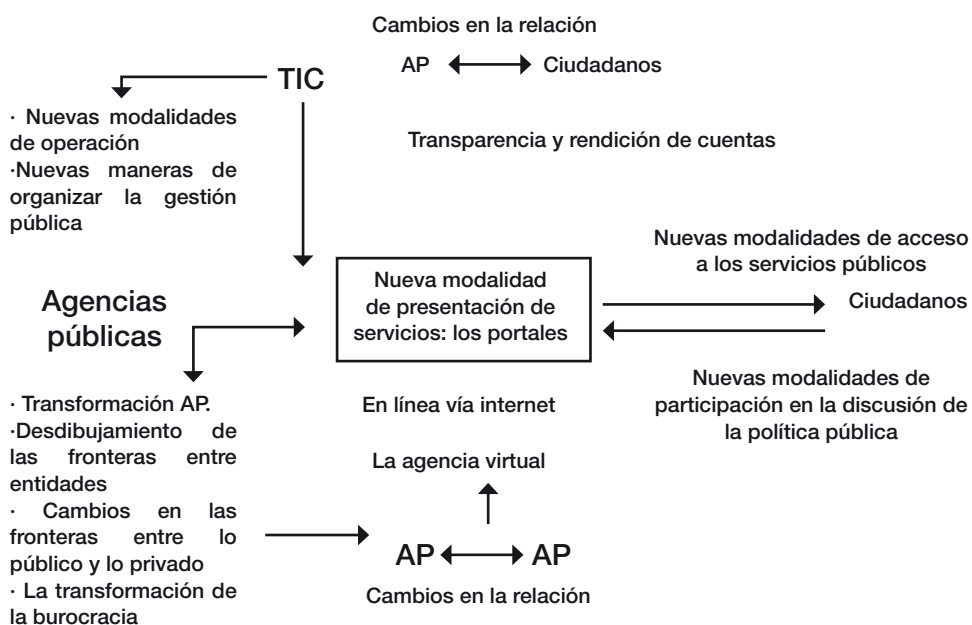 Cambios en la relación
AP Ciudadanos
TIC
· Nuevas modalidades
de operación
·Nuevas maneras de
organizar la gestión
pública
Transparencia y rendición de cuentas
Nuevas modalidades de acceso
a los servicios públicos
Ciudadanos
Nueva modalidad
de presentación de
servicios: los portales
Agencias
públicas
Nuevas modalidades de
participación en la discusión de
la política pública
· Transformación AP.
·Desdibujamiento de
las fronteras entre
entidades
· Cambios en las
fronteras entre lo
público y lo privado
· La transformación de
la burocracia
En línea vía internet
La agencia virtual
AP AP
Cambios en la relación